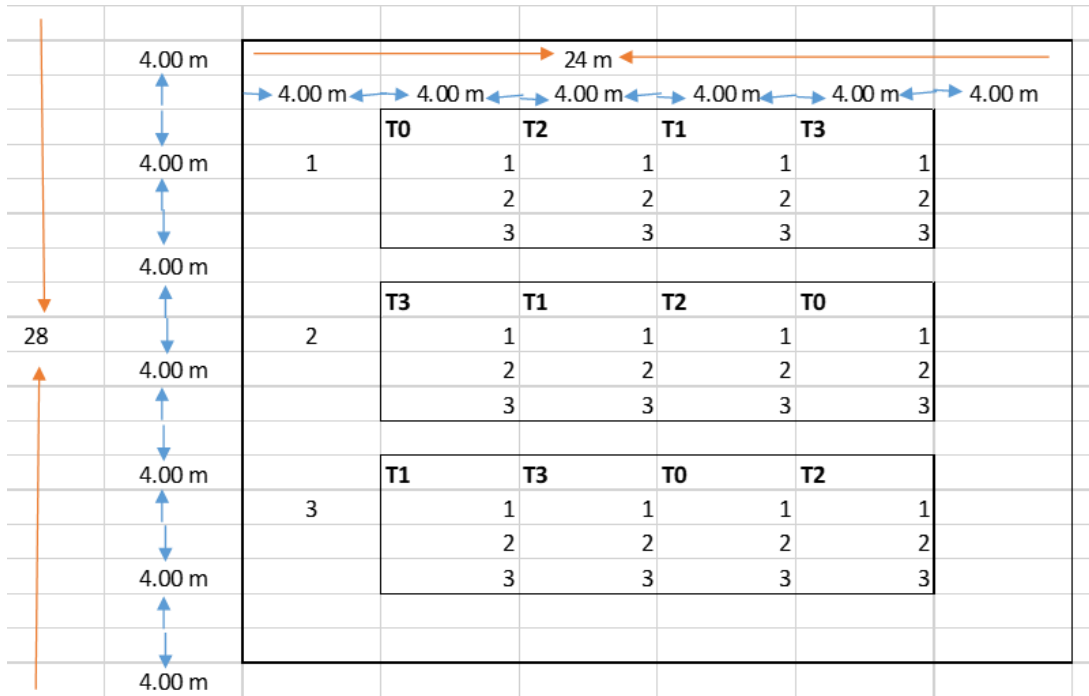 4.00 m 24 m
4.00 m 4.00 m 4.00 m 4.00 m 4.00 m 4.00 m
T0 T2 T1 T3
4.00 m 1 1 1 1 1
2 2 2 2
3 3 3 3
4.00 m
T3 T1 T2 T0
28 2 1 1 1 1
4.00 m 2 2 2 2
3 3 3 3
4.00 m T1 T3 T0 T2
3 1 1 1 1
2 2 2 2
4.00 m 3 3 3 3
4.00 m